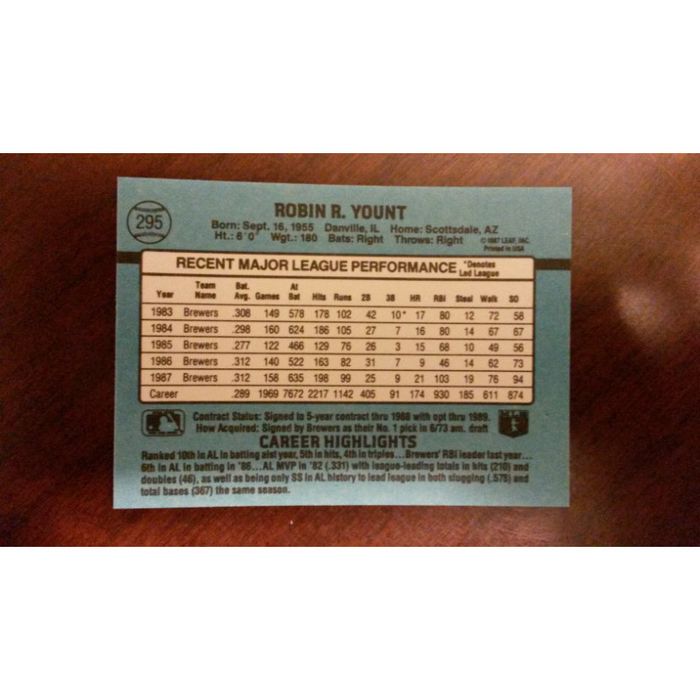 295
ROBIN R. YOUNT
Born: Sept. 16, 1955 Danville, IL Home: Scottsdale, AZ
Ht.: 6'0" Wgt.: 180 Bats: Right Throws: Right
© 1987 LEAF, INC.
Printed in USA
RECENT MAJOR LEAGUE PERFORMANCE *Denotes Led League
Year Team Name Bat. Avg. Games At Bat Hits Runs 2B 3B HR RBI Steal Walk SO
1983 Brewers .308 149 578 178 102 42 10* 17 80 12 72 58
1984 Brewers .298 160 624 186 105 27 7 16 80 14 67 67
1985 Brewers .277 122 466 129 76 26 3 15 68 10 49 56
1986 Brewers .312 140 522 163 82 31 7 9 46 14 62 73
1987 Brewers .312 158 635 198 99 25 9 21 103 19 76 94
Career .289 1969 7672 2217 1142 405 91 174 930 185 611 874
Contract Status: Signed to 5-year contract thru 1988 with opt thru 1989.
How Acquired: Signed by Brewers as their No. 1 pick in 6/73 am. draft
CAREER HIGHLIGHTS
Ranked 10th in AL in batting alst year, 5th in hits, 4th in triples...Brewers' RBI leader last year...
6th in AL in batting in '86...AL MVP in '82 (.331) with league-leading totals in hits (210) and
doubles (46), as well as being only SS in AL history to lead league in both slugging (.578) and
total bases (367) the same season.